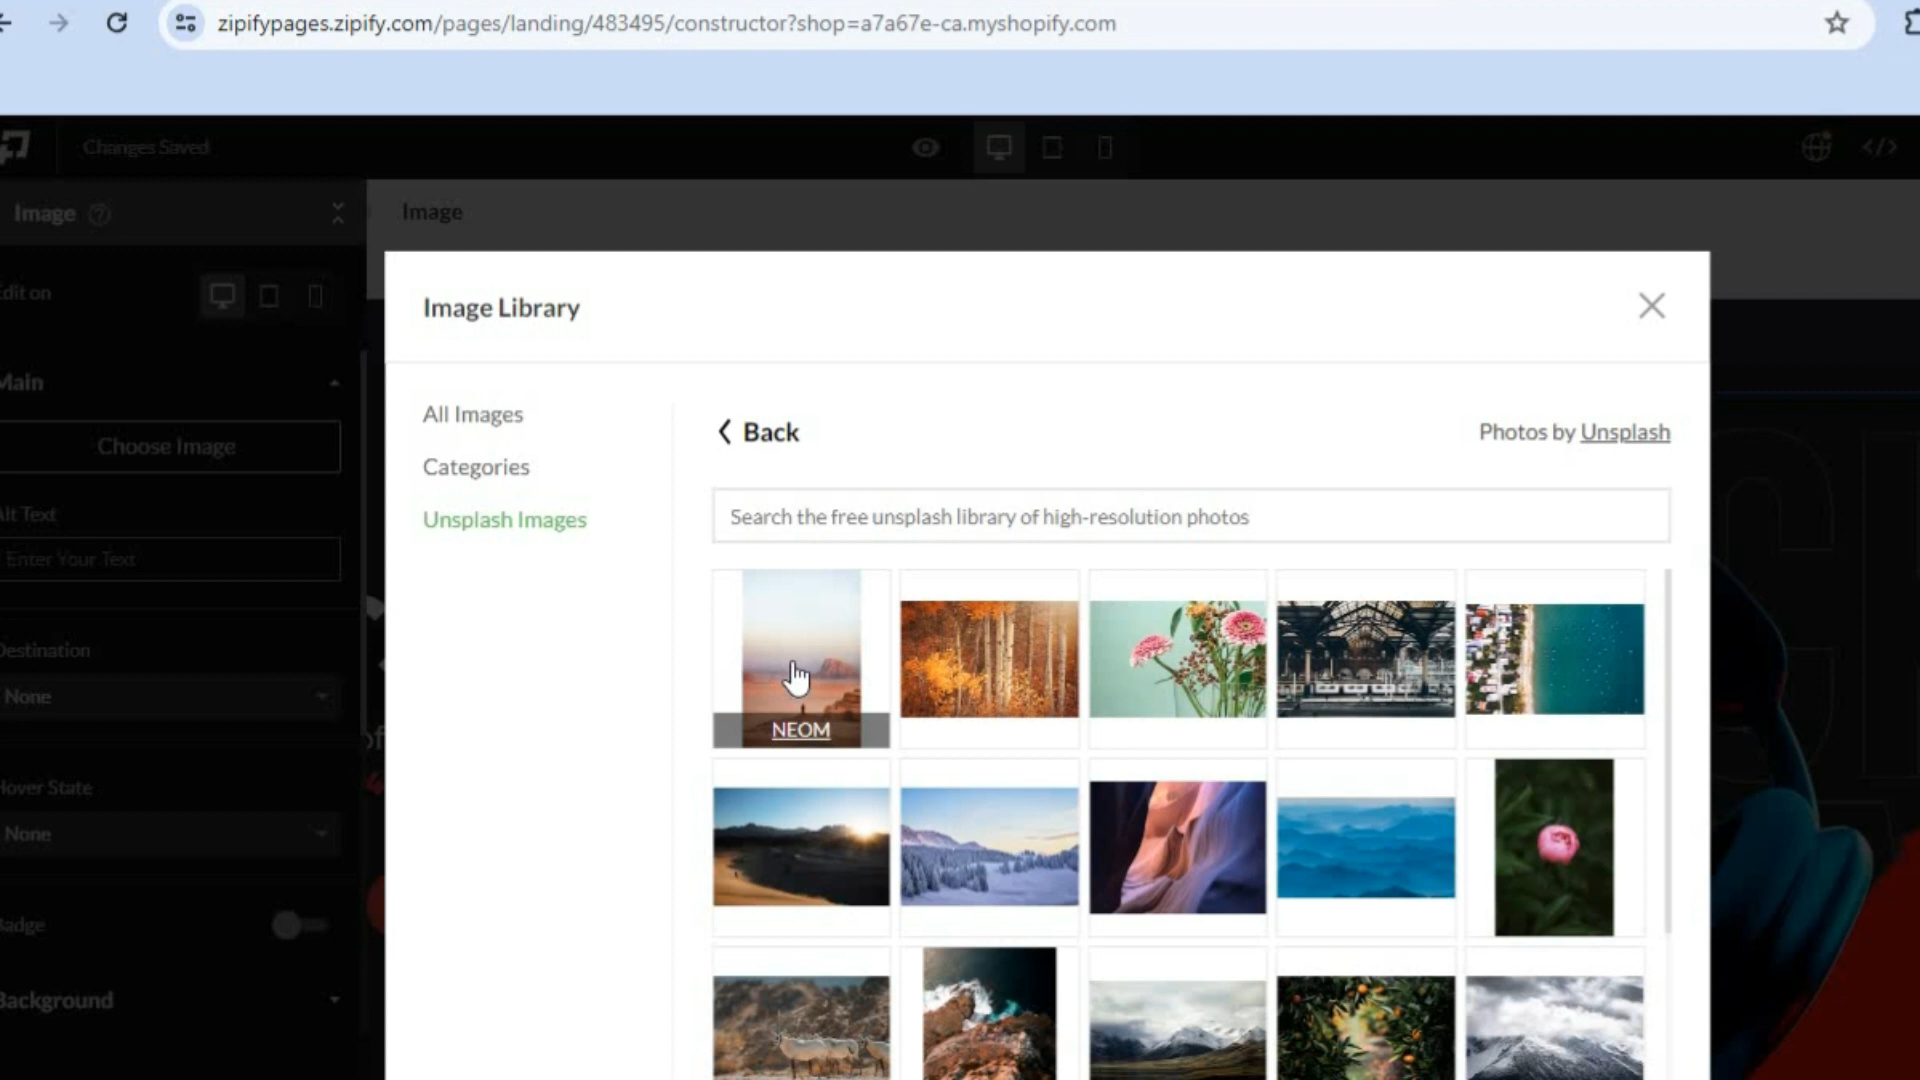 zipifypages.zipify.com/pages/landing/483495/constructor?shop=a7a67e-ca.myshopify.com
Changes Saved
</>
Image
Image
Edit on
Image Library
Main
All Images
Back
Photos by Unsplash
Choose Image
Categories
Alt Text
Unsplash Images
Search the free unsplash library of high-resolution photos
Enter Your Text
Destination
None
NEOM
Hover State
None
Badge
Background